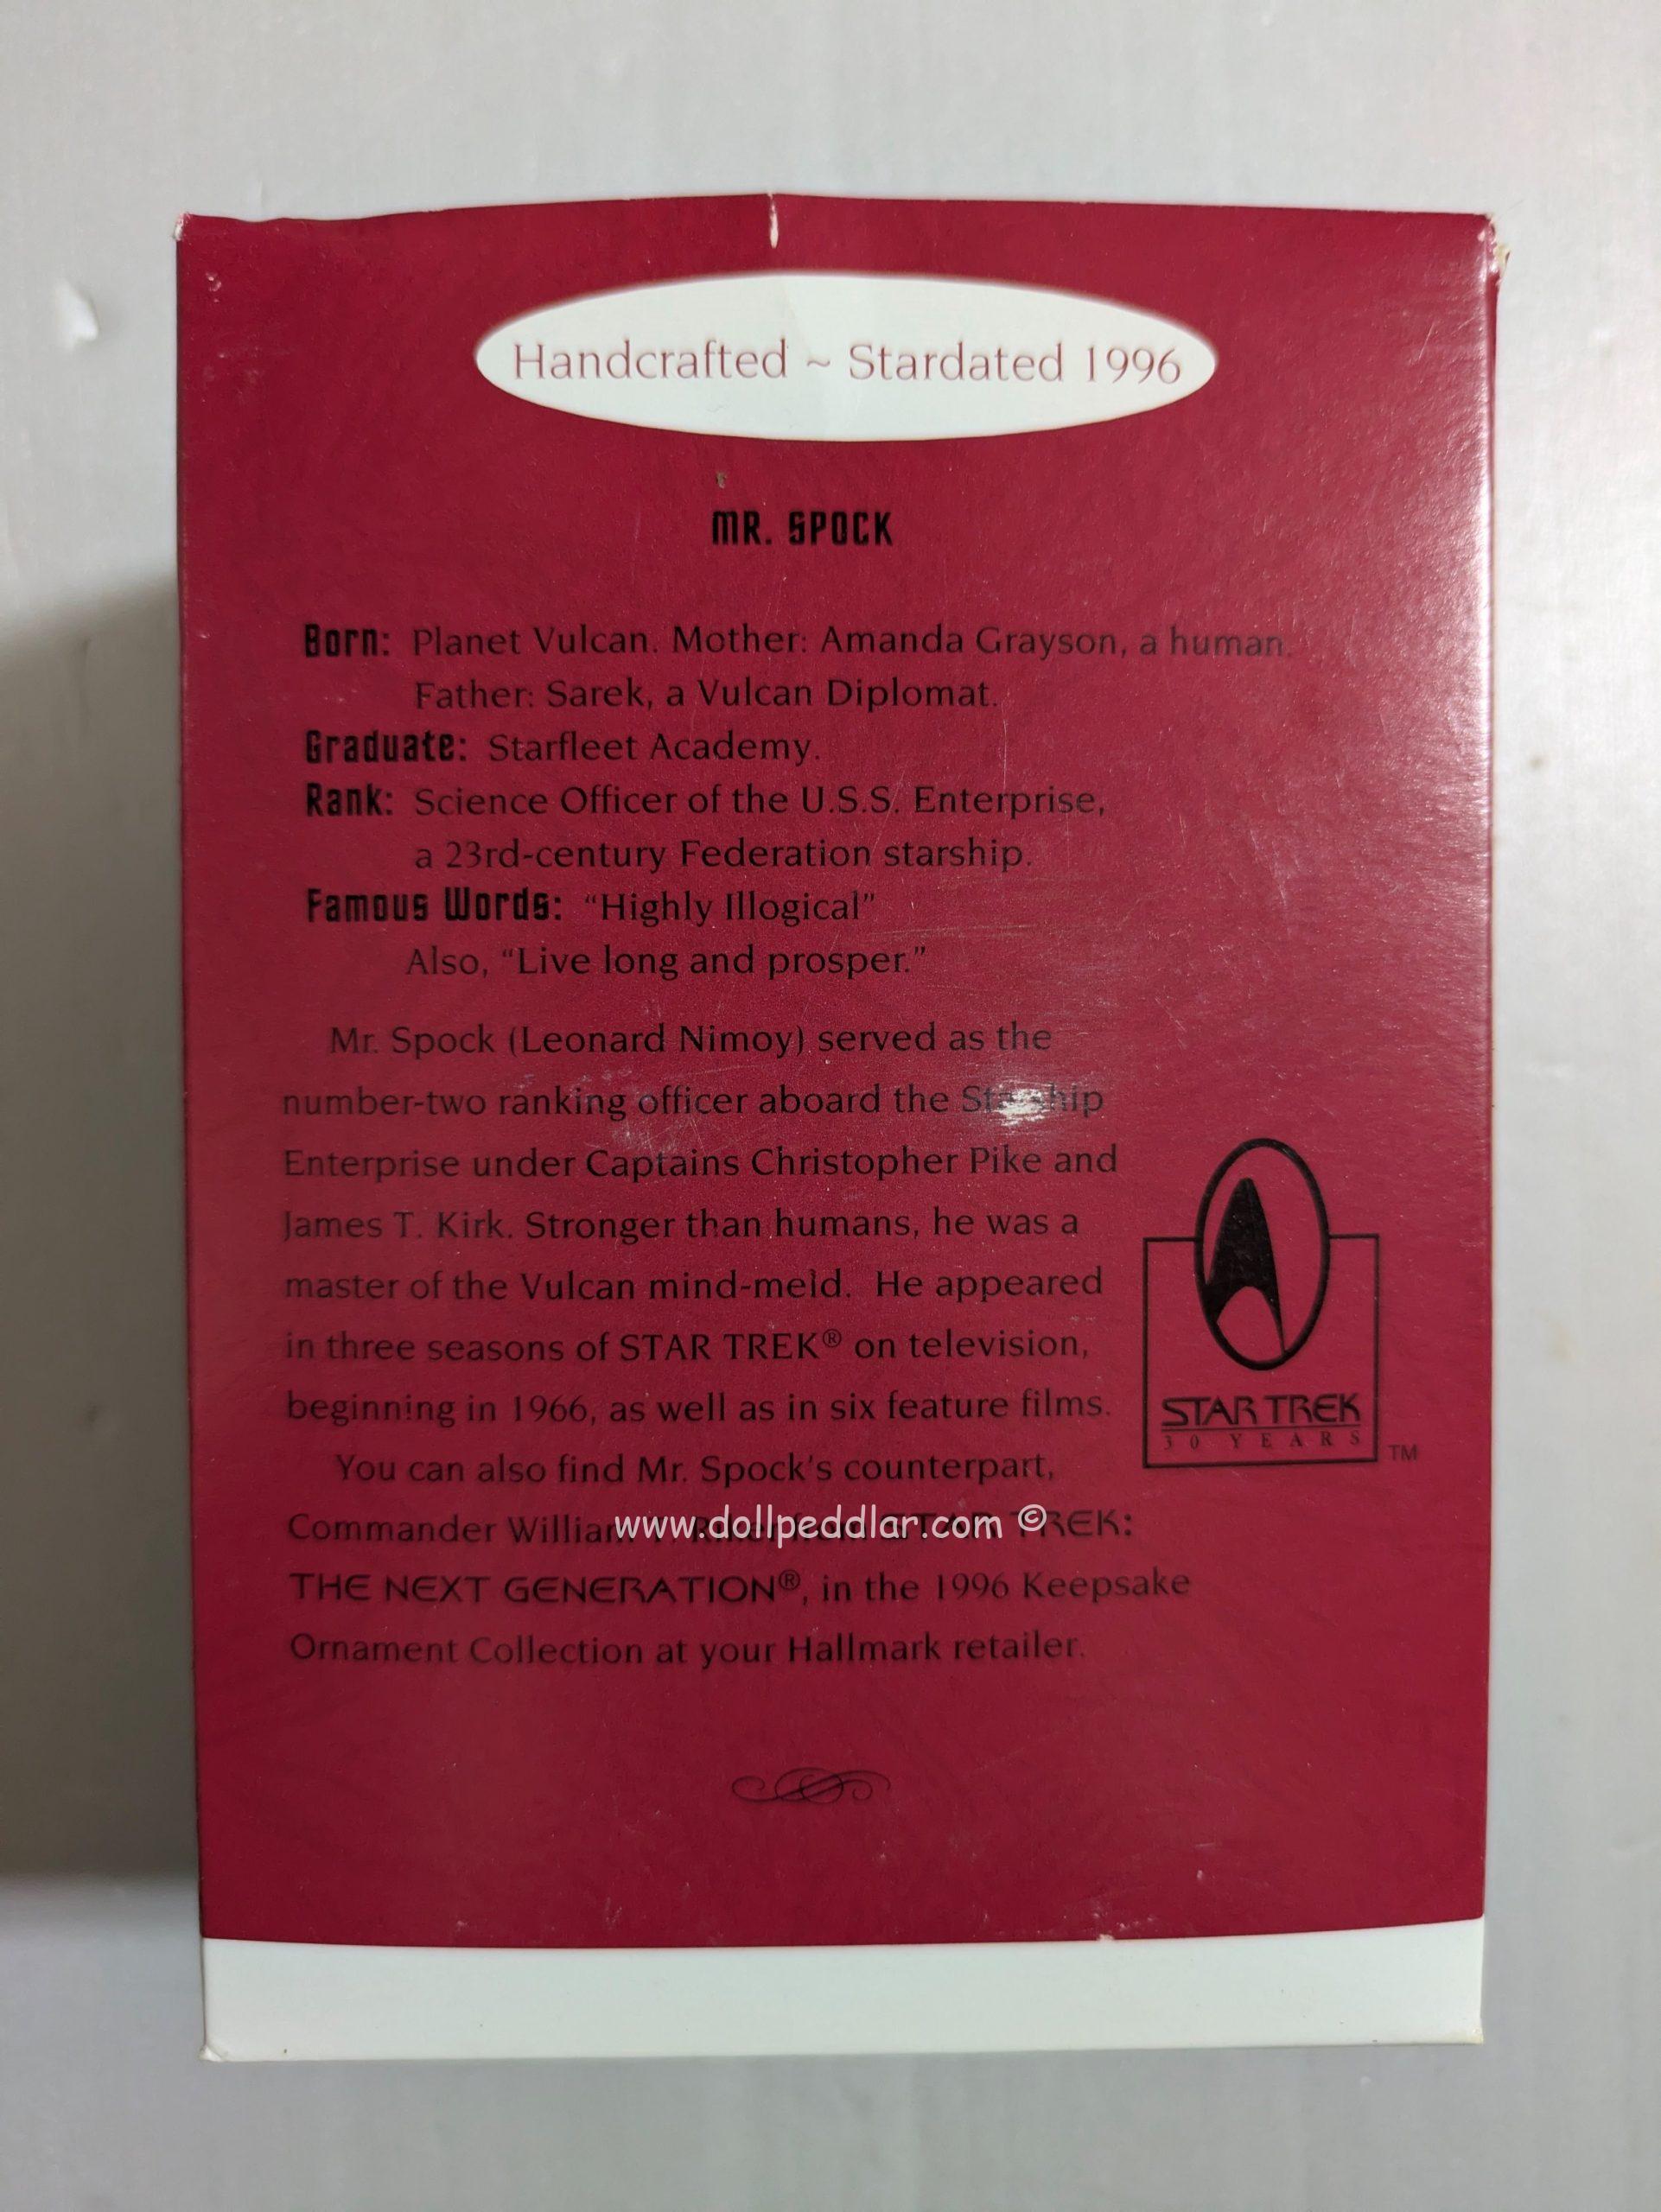 Handcrafted ~ Stardated 1996
MR. SPOCK
Born: Planet Vulcan. Mother: Amanda Grayson, a human.
Father: Sarek, a Vulcan Diplomat.
Graduate: Starfleet Academy.
Rank: Science Officer of the U.S.S. Enterprise,
a 23rd-century Federation starship.
Famous Words: “Highly Illogical”
Also, “Live long and prosper.”
Mr. Spock (Leonard Nimoy) served as the
number-two ranking officer aboard the Starship
Enterprise under Captains Christopher Pike and
James T. Kirk. Stronger than humans, he was a
master of the Vulcan mind-meld. He appeared
in three seasons of STAR TREK® on television,
beginning in 1966, as well as in six feature films.
STAR TREK
30 YEARS
TM
You can also find Mr. Spock's counterpart,
Commander William Riker STAR TREK:
www.dollpeddlar.com ©
THE NEXT GENERATION®, in the 1996 Keepsake
Ornament Collection at your Hallmark retailer.